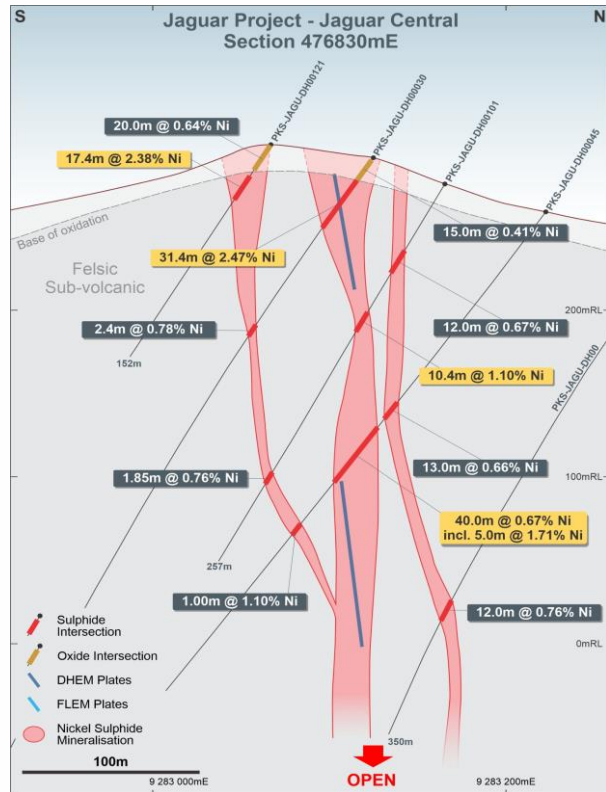 S
N
Jaguar Project - Jaguar Central
Section 476830mE
PKS-JAGU-DH00121
PKS-JAGU-DH00030
PKS-JAGU-DH00101
PKS-JAGU-DH00045
20.0m @ 0.64% Ni
17.4m @ 2.38% Ni
Base of oxidation
15.0m @ 0.41% Ni
31.4m @ 2.47% Ni
Felsic
Sub-volcanic
200mRL
2.4m @ 0.78% Ni
12.0m @ 0.67% Ni
152m
10.4m @ 1.10% Ni
PKS-JAGU-DH00
1.85m @ 0.76% Ni
13.0m @ 0.66% Ni
100mRL
40.0m @ 0.67% Ni
incl. 5.0m @ 1.71% Ni
257m
1.00m @ 1.10% Ni
12.0m @ 0.76% Ni
Sulphide
Intersection
0mRL
Oxide Intersection
DHEM Plates
FLEM Plates
Nickel Sulphide
Mineralisation
350m
100m
OPEN
9 283 000mE
9 283 200mE